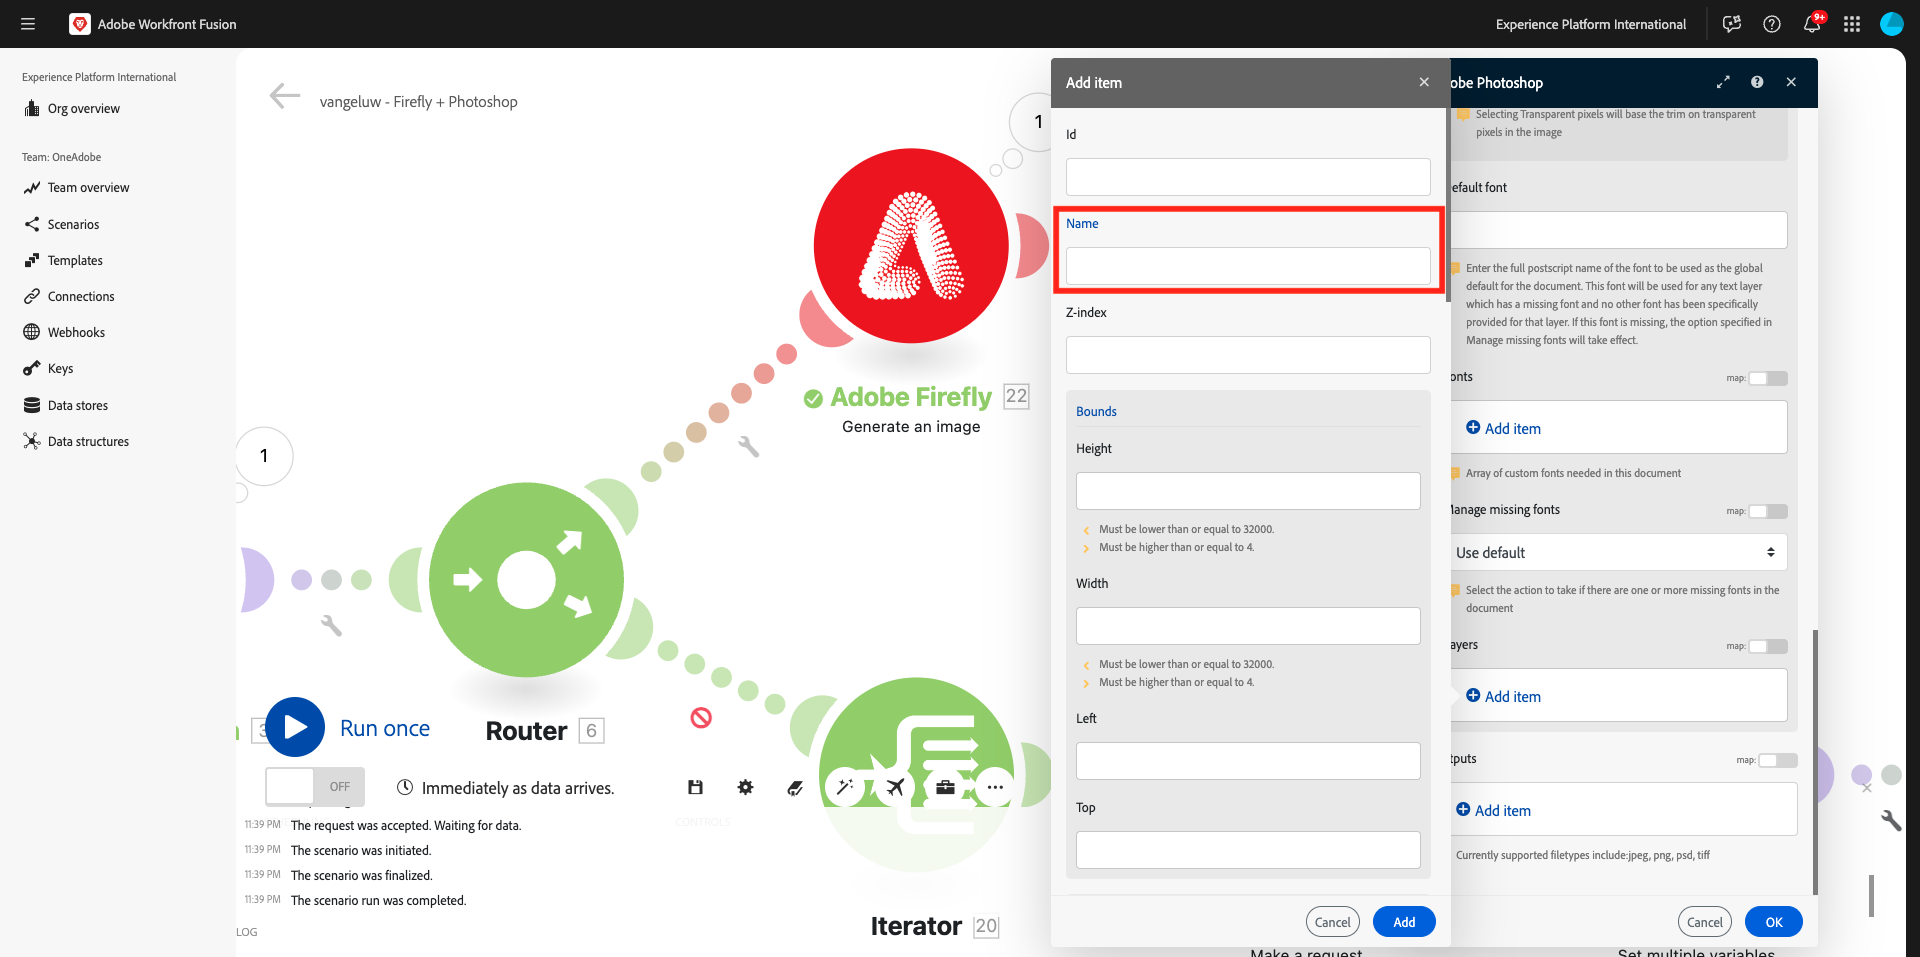 Adobe Workfront Fusion
Experience Platform International
9+
Experience Platform International
Org overview
Team: OneAdobe
Team overview
Scenarios
Templates
Connections
Webhooks
Keys
Data stores
Data structures
vangeluw - Firefly + Photoshop
1
Adobe Firefly 22
Generate an image
1
Router 6
Run once
OFF
Immediately as data arrives.
CONTROLS
11:39 PM The request was accepted. Waiting for data.
11:39 PM The scenario was initiated.
11:39 PM The scenario was finalized.
11:39 PM The scenario run was completed.
LOG
Iterator 20
Make a request
Set multiple variables
Add item
Id
Name
Z-index
Bounds
Height
Must be lower than or equal to 32000.
Must be higher than or equal to 4.
Width
Must be lower than or equal to 32000.
Must be higher than or equal to 4.
Left
Top
Cancel
Add
obe Photoshop
Selecting Transparent pixels will base the trim on transparent
pixels in the image
efault font
Enter the full postscript name of the font to be used as the global
default for the document. This font will be used for any text layer
which has a missing font and no other font has been specifically
provided for that layer. If this font is missing, the option specified in
Manage missing fonts will take effect.
onts
map:
Add item
Array of custom fonts needed in this document
Manage missing fonts
map:
Use default
Select the action to take if there are one or more missing fonts in the
document
ayers
map:
Add item
tputs
map:
Add item
Currently supported filetypes include:jpeg, png, psd, tiff
Cancel
OK